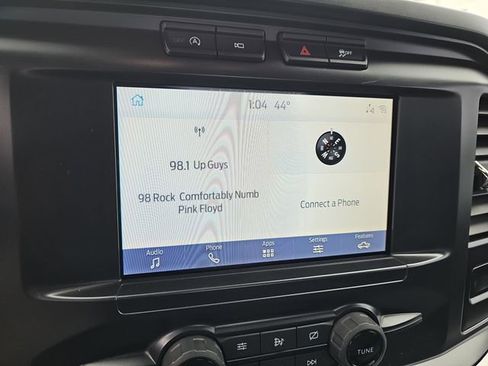 OFF
1:04 44°
98.1 Up Guys
98 Rock Comfortably Numb
Pink Floyd
Connect a Phone
Audio
Phone
Apps
Settings
Features
TUNE